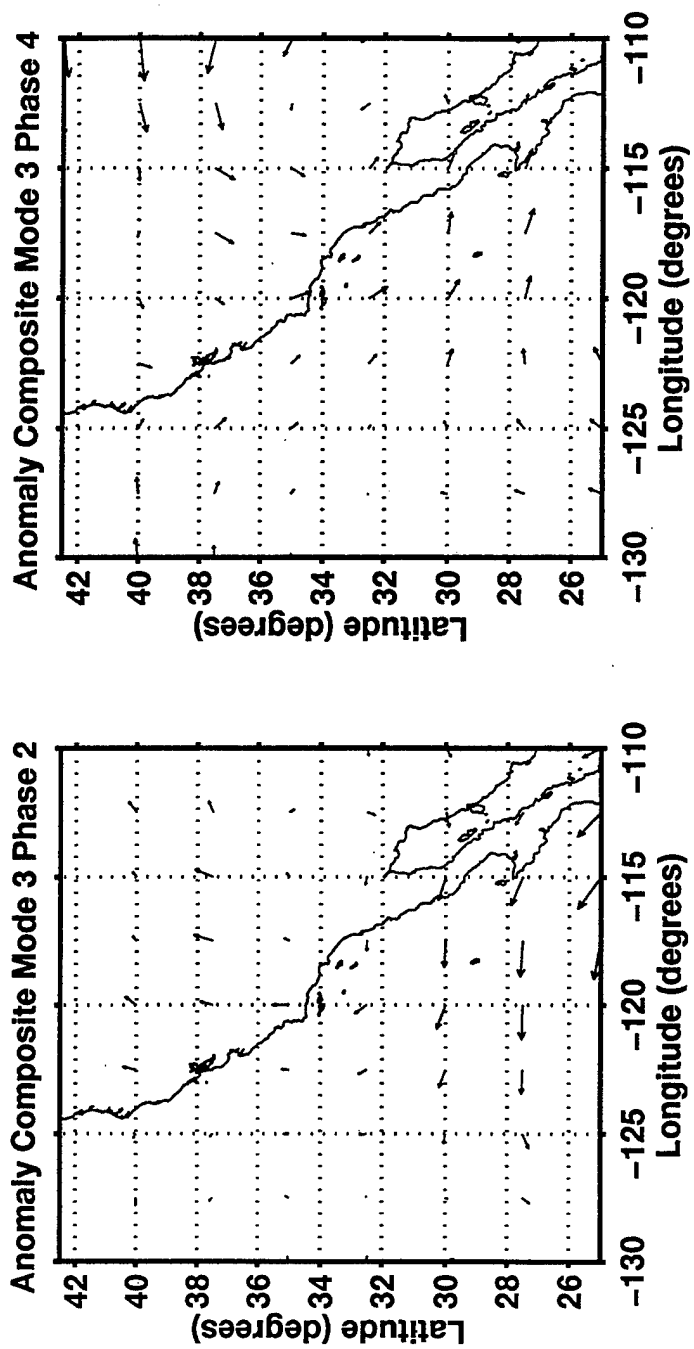 Anomaly Composite Mode 3 Phase 2
42
40
38
36
34
32
30
28
26
Latitude (degrees)
−130 −125 −120 −115 −110
Longitude (degrees)
Anomaly Composite Mode 3 Phase 4
42
40
38
36
34
32
30
28
26
Latitude (degrees)
−130 −125 −120 −115 −110
Longitude (degrees)